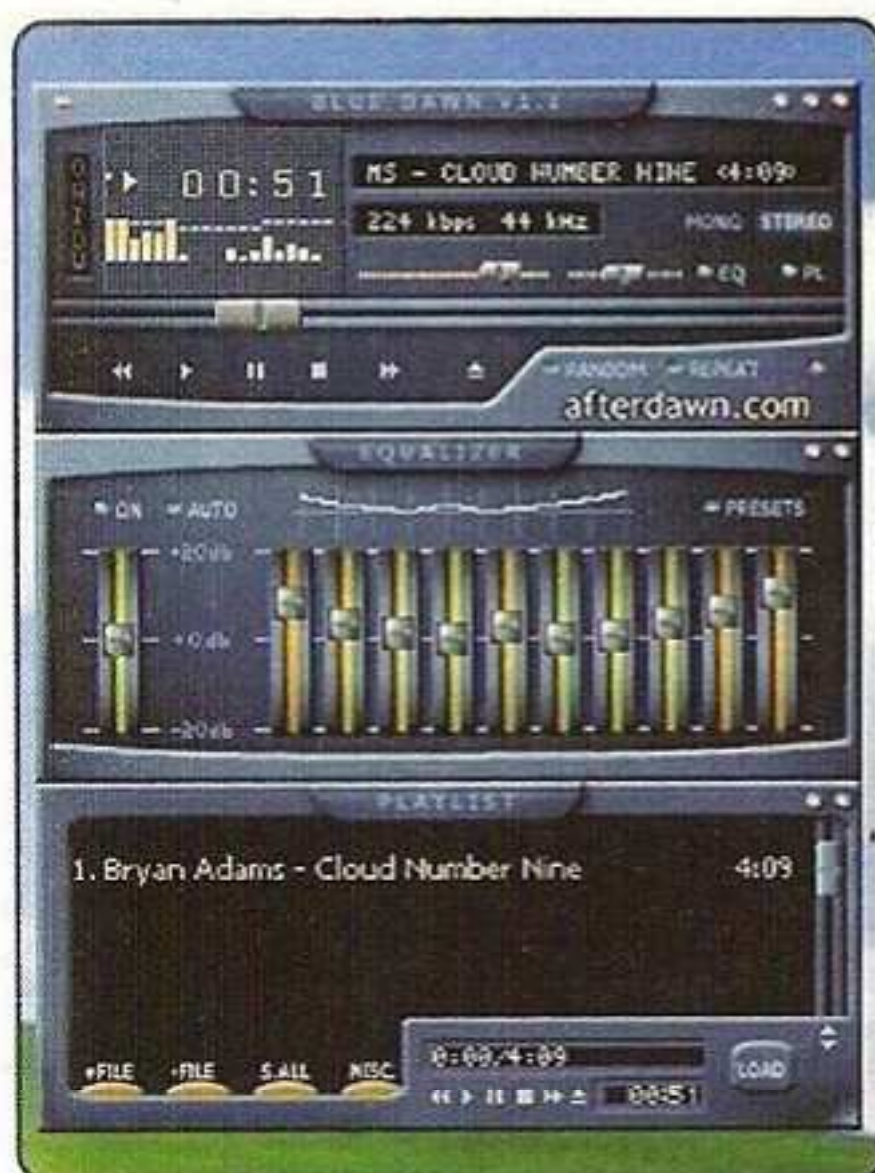 BLUE DAWN v1.1
OAIDU
00:51
MS - CLOUD NUMBER NINE <4:09>
224 kbps 44 kHz
MONO STEREO
EQ PL
RANDOM REPEAT
afterdawn.com
EQUALIZER
ON AUTO
PRESETS
+20db
+0db
-20db
PLAYLIST
1. Bryan Adams - Cloud Number Nine 4:09
+FILE -FILE S.ALL MISC
0:00/4:09
LOAD
00:51